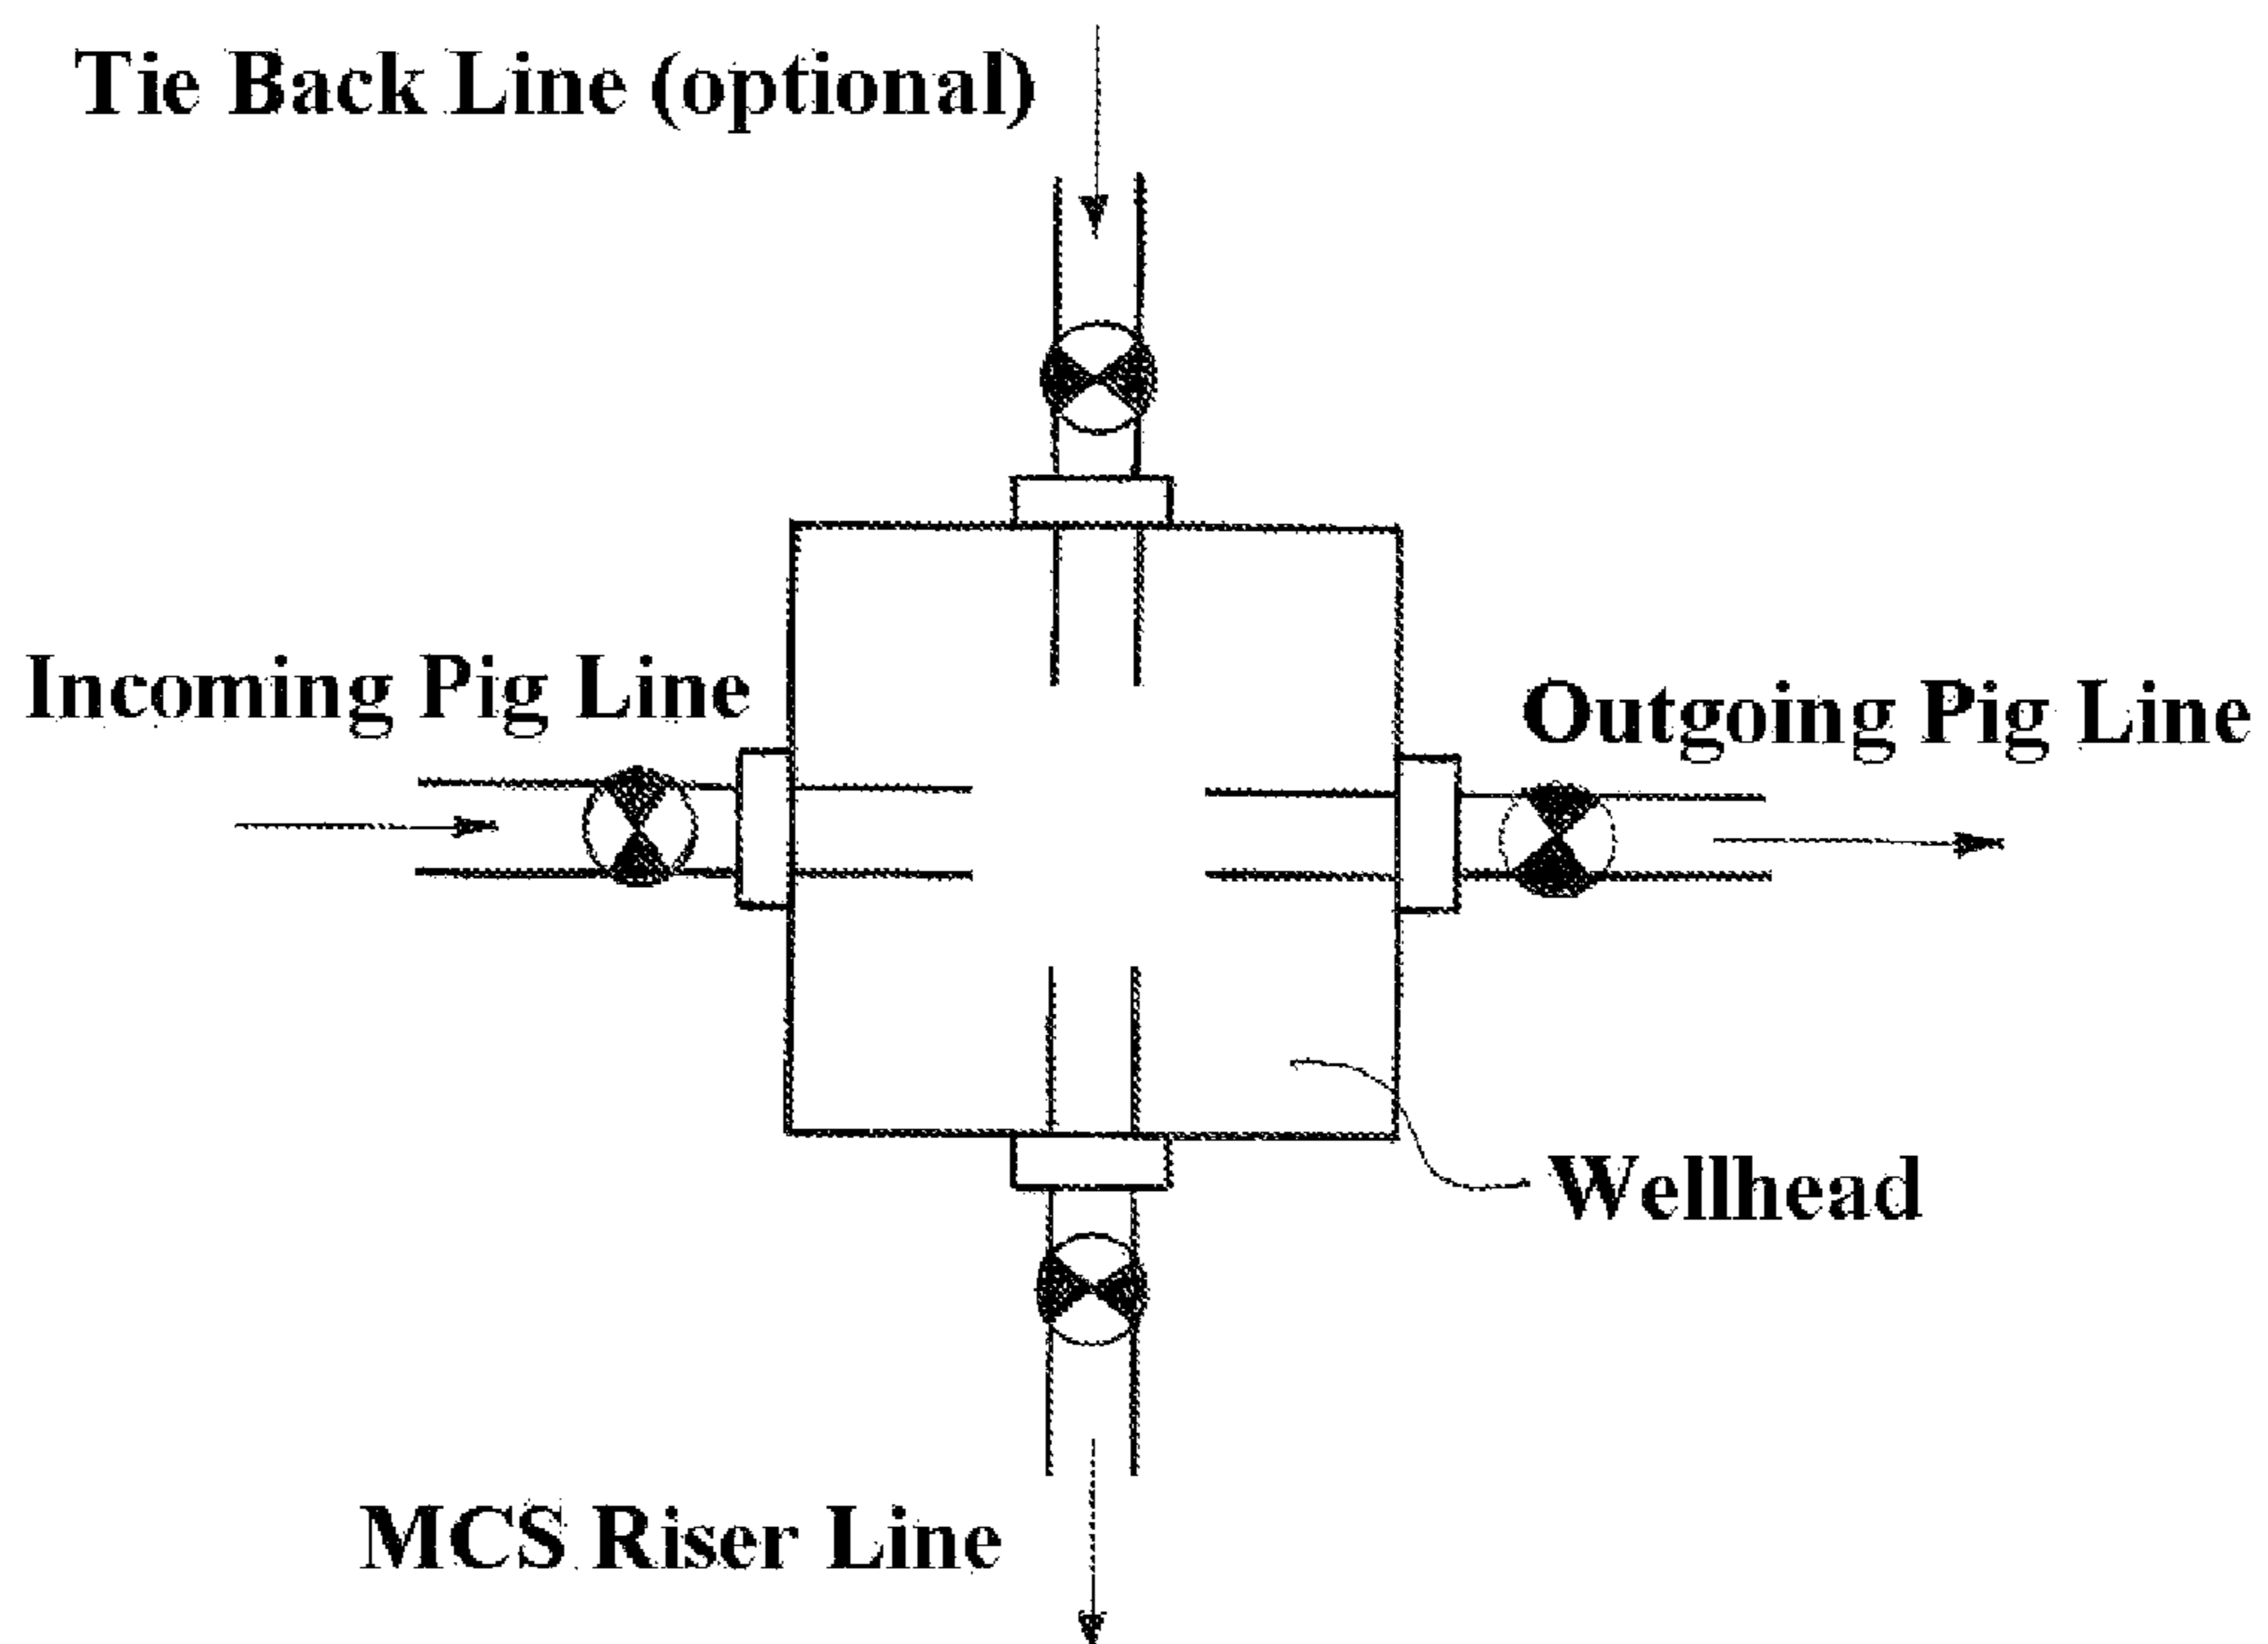 Tie Back Line (optional)
Incoming Pig Line
Outgoing Pig Line
Wellhead
MCS Riser Line